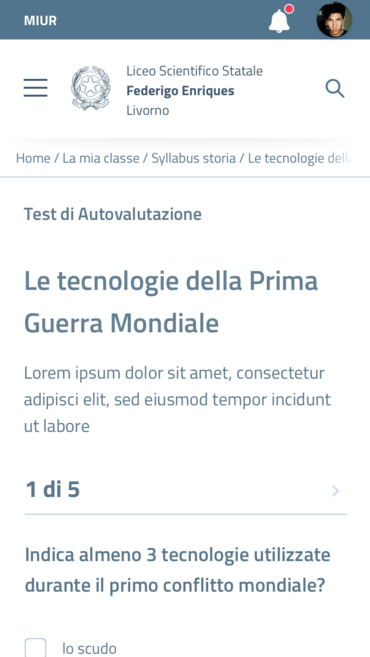 MIUR
Liceo Scientifico Statale
Federigo Enriques
Livorno
Home / La mia classe / Syllabus storia / Le tecnologie della
Test di Autovalutazione
Le tecnologie della Prima
Guerra Mondiale
Lorem ipsum dolor sit amet, consectetur
adipisci elit, sed eiusmod tempor incidunt
ut labore
1 di 5
Indica almeno 3 tecnologie utilizzate
durante il primo conflitto mondiale?
lo scudo